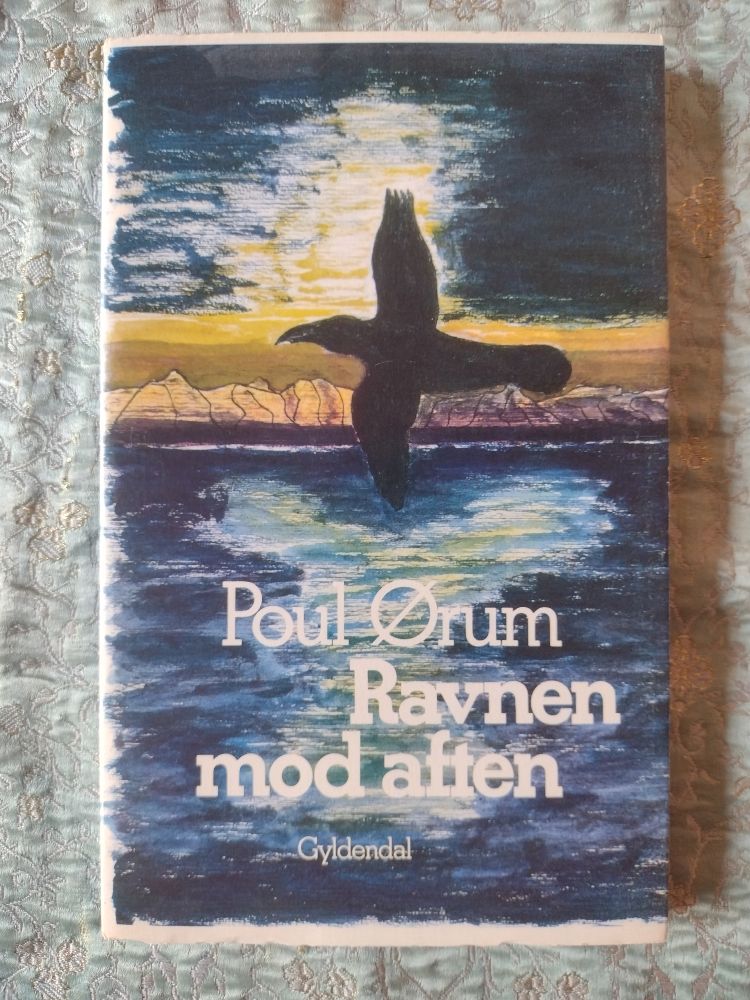 Poul Ørum
Ravnen
mod aften
Gyldendal